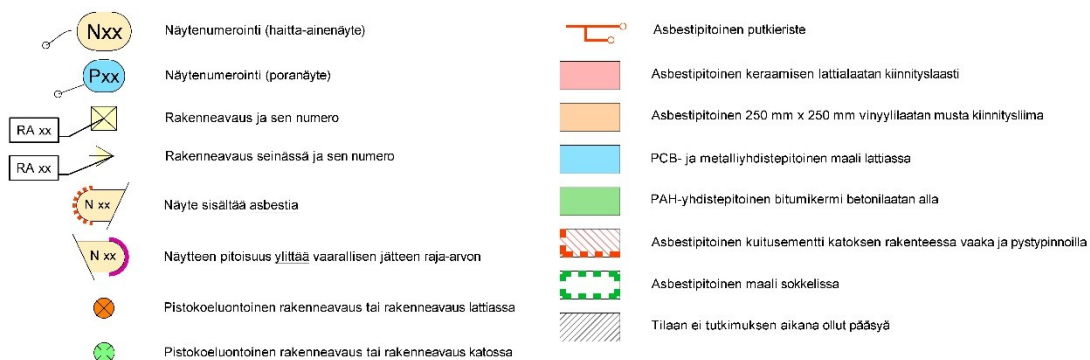 Nxx
Näytenumerointi (haitta-ainenäyte)
Pxx
Näytenumerointi (poranäyte)
RA xx
Rakenneavaus ja sen numero
RA xx
Rakenneavaus seinässä ja sen numero
N xx
Näyte sisältää asbestia
N xx
Näytteen pitoisuus ylittää vaarallisen jätteen raja-arvon
Pistokoeluontoinen rakenneavaus tai rakenneavaus lattiassa
Pistokoeluontoinen rakenneavaus tai rakenneavaus katossa
Asbestipitoinen putkieriste
Asbestipitoinen keraamisen lattialaatan kiinnityslaasti
Asbestipitoinen 250 mm x 250 mm vinyylilaatan musta kiinnitysliima
PCB- ja metalliyhdistepitoinen maali lattiassa
PAH-yhdistepitoinen bitumikermi betonilaatan alla
Asbestipitoinen kuitusementti katoksen rakenteessa vaaka ja pystypinnoilla
Asbestipitoinen maali sokkelissa
Tilaan ei tutkimuksen aikana ollut pääsyä